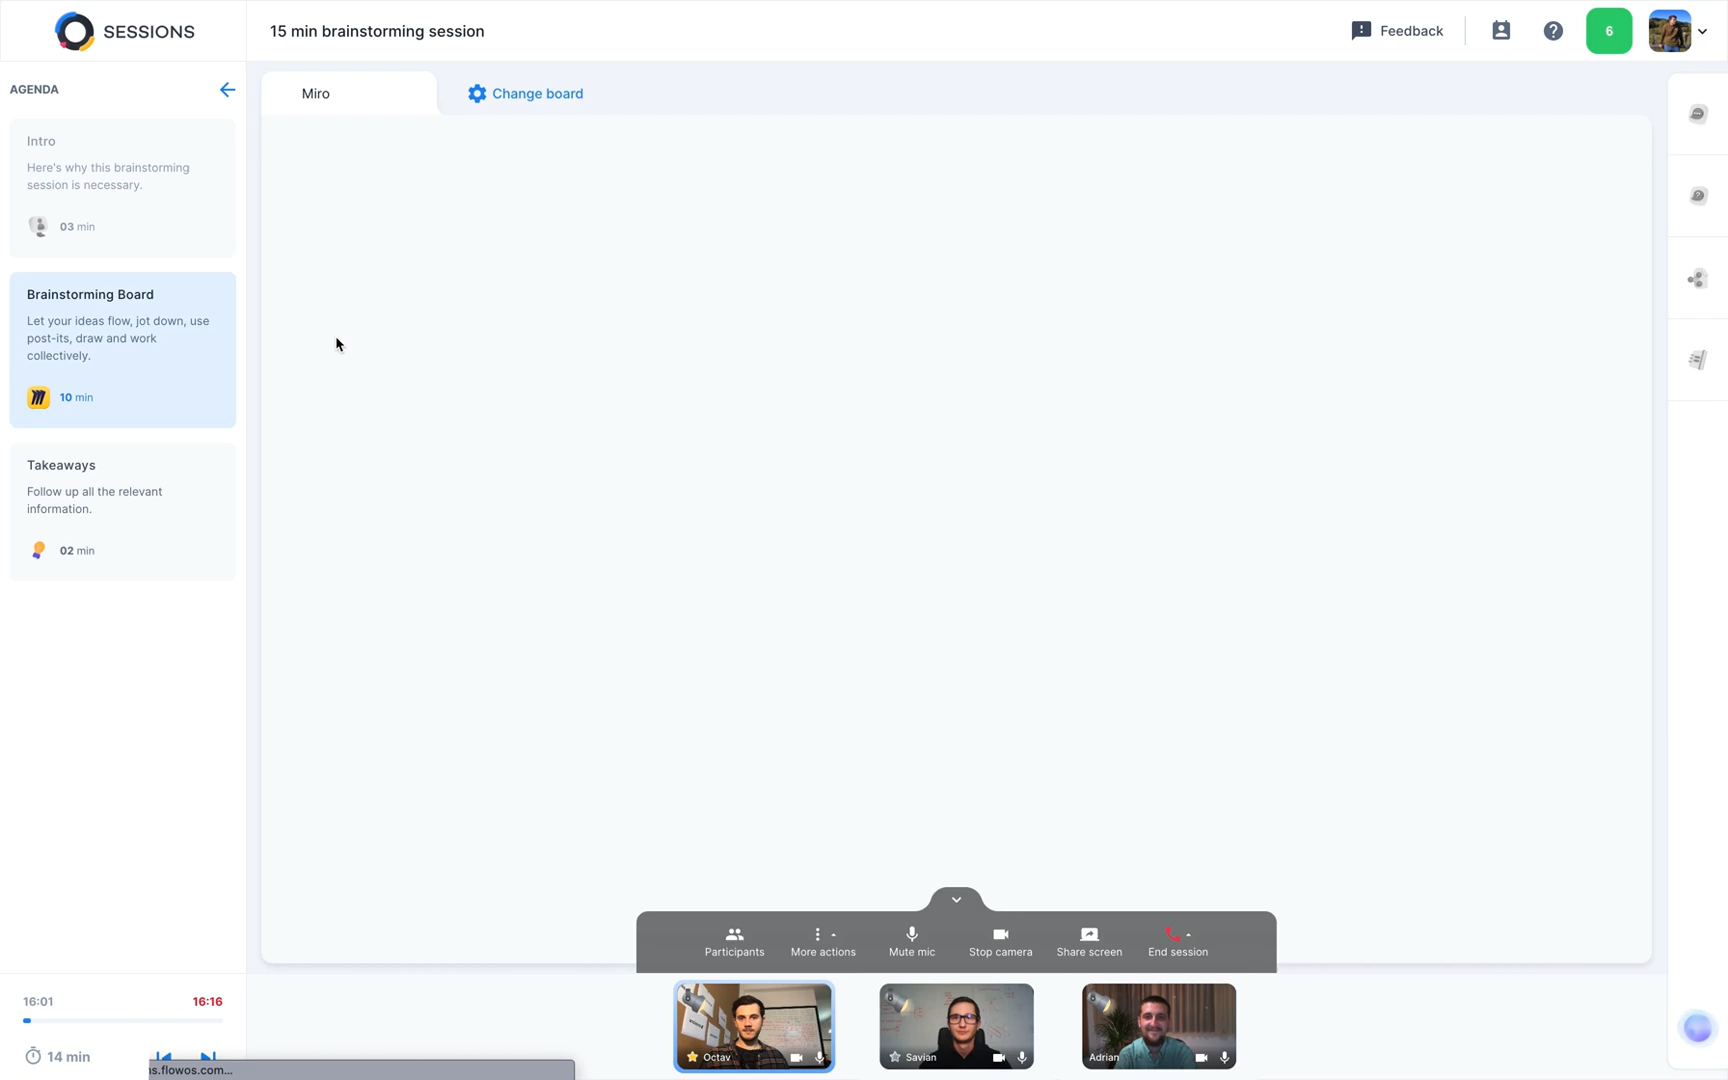 SESSIONS
15 min brainstorming session
Feedback
6
AGENDA
Miro
Change board
Intro
Here's why this brainstorming
session is necessary.
03 min
Brainstorming Board
Let your ideas flow, jot down, use
post-its, draw and work
collectively.
10 min
Takeaways
Follow up all the relevant
information.
02 min
Participants
More actions
Mute mic
Stop camera
Share screen
End session
16:01
16:16
14 min
Octav
Savian
Adrian
ns.flowos.com...